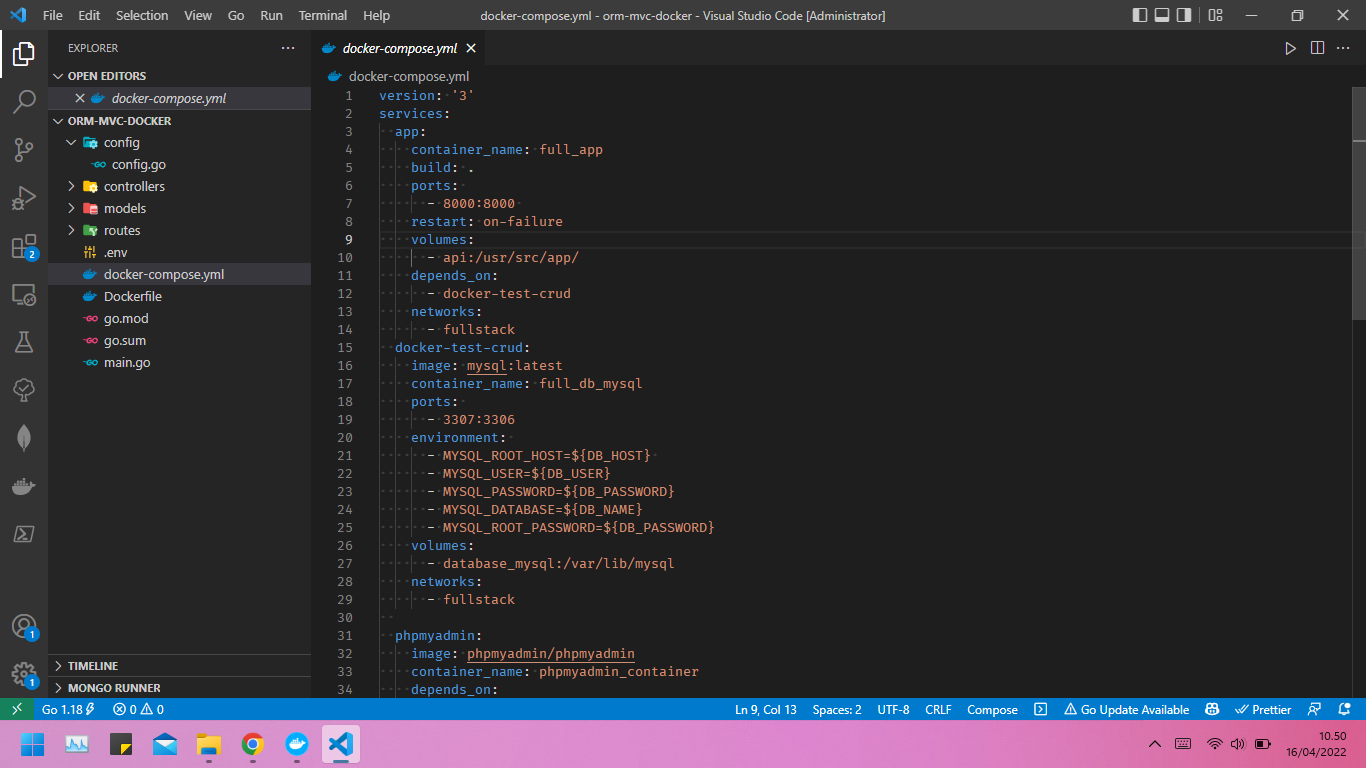 File Edit Selection View Go Run Terminal Help
docker-compose.yml - orm-mvc-docker - Visual Studio Code [Administrator]
EXPLORER
OPEN EDITORS
docker-compose.yml
ORM-MVC-DOCKER
config
config.go
controllers
models
routes
.env
docker-compose.yml
Dockerfile
go.mod
go.sum
main.go
TIMELINE
MONGO RUNNER
2
1
1
docker-compose.yml
docker-compose.yml
1 version: '3'
2 services:
3 app:
4 container_name: full_app
5 build: .
6 ports:
7 - 8000:8000
8 restart: on-failure
9 volumes:
10 - api:/usr/src/app/
11 depends_on:
12 - docker-test-crud
13 networks:
14 - fullstack
15 docker-test-crud:
16 image: mysql:latest
17 container_name: full_db_mysql
18 ports:
19 - 3307:3306
20 environment:
21 - MYSQL_ROOT_HOST=${DB_HOST}
22 - MYSQL_USER=${DB_USER}
23 - MYSQL_PASSWORD=${DB_PASSWORD}
24 - MYSQL_DATABASE=${DB_NAME}
25 - MYSQL_ROOT_PASSWORD=${DB_PASSWORD}
26 volumes:
27 - database_mysql:/var/lib/mysql
28 networks:
29 - fullstack
30
31 phpmyadmin:
32 image: phpmyadmin/phpmyadmin
33 container_name: phpmyadmin_container
34 depends_on:
Go 1.18 0 0 Ln 9, Col 13 Spaces: 2 UTF-8 CRLF Compose Go Update Available Prettier
10.50
16/04/2022